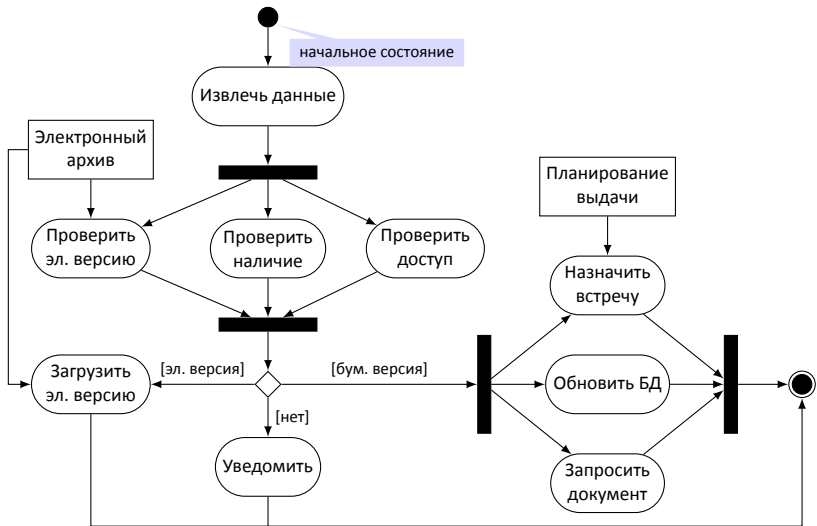 начальное состояние
Извлечь данные
Электронный
архив
Планирование
выдачи
Проверить
эл. версию
Проверить
наличие
Проверить
доступ
Назначить
встречу
[эл. версия]
[бум. версия]
Загрузить
эл. версию
Обновить БД
[нет]
Уведомить
Запросить
документ